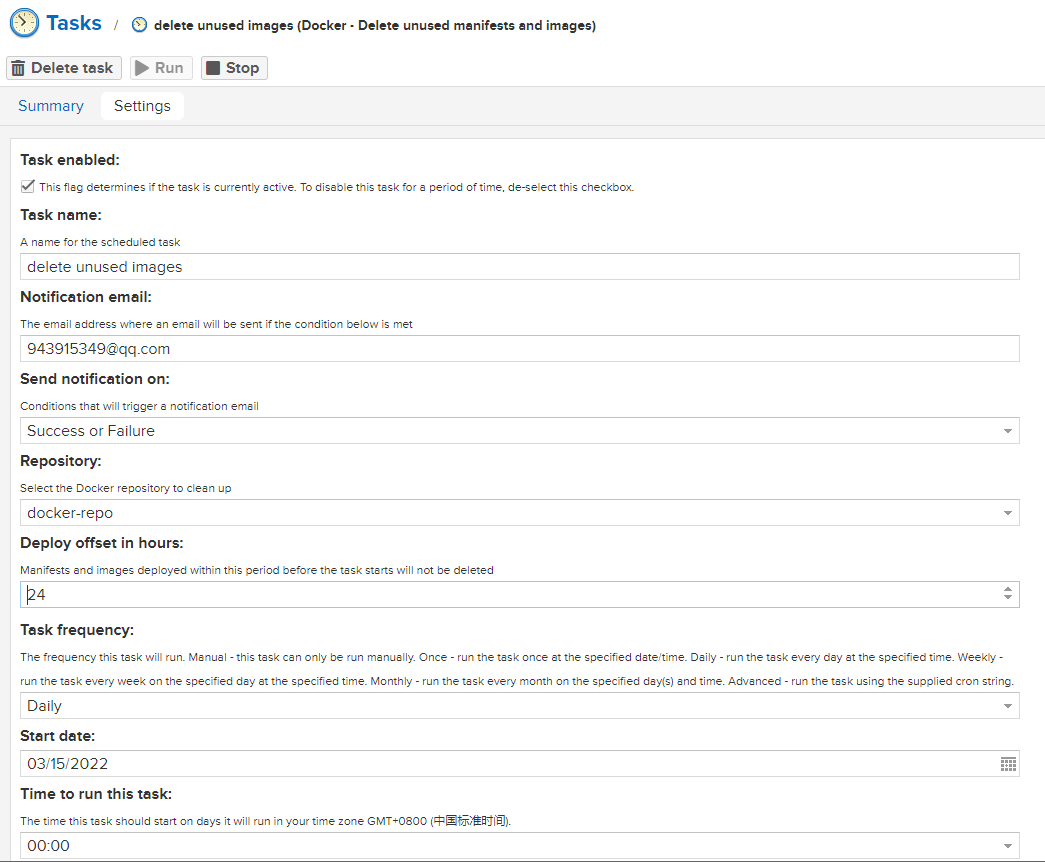 Tasks / delete unused images (Docker - Delete unused manifests and images)
Delete task Run Stop
Summary Settings
Task enabled:
This flag determines if the task is currently active. To disable this task for a period of time, de-select this checkbox.
Task name:
A name for the scheduled task
delete unused images
Notification email:
The email address where an email will be sent if the condition below is met
943915349@qq.com
Send notification on:
Conditions that will trigger a notification email
Success or Failure
Repository:
Select the Docker repository to clean up
docker-repo
Deploy offset in hours:
Manifests and images deployed within this period before the task starts will not be deleted
24
Task frequency:
The frequency this task will run. Manual - this task can only be run manually. Once - run the task once at the specified date/time. Daily - run the task every day at the specified time. Weekly -
run the task every week on the specified day at the specified time. Monthly - run the task every month on the specified day(s) and time. Advanced - run the task using the supplied cron string.
Daily
Start date:
03/15/2022
Time to run this task:
The time this task should start on days it will run in your time zone GMT+0800 (中国标准时间).
00:00